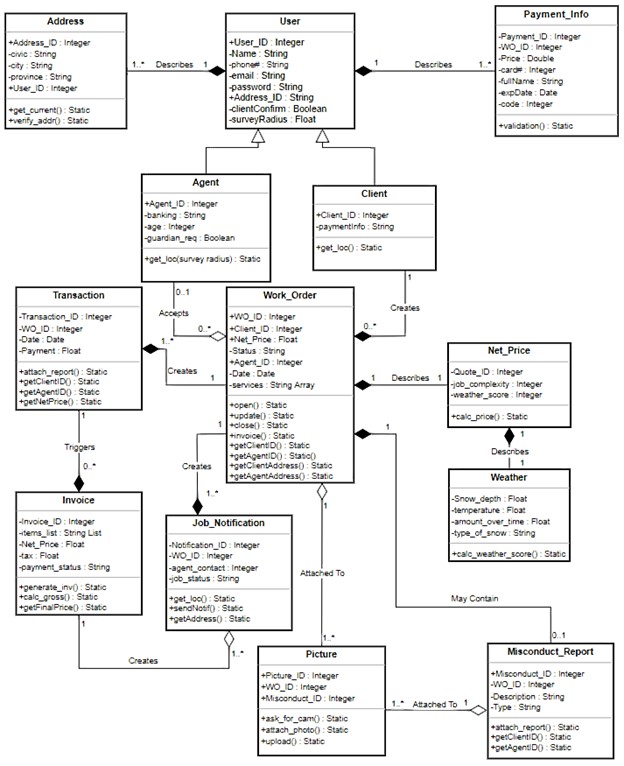 Address
+Address_ID : Integer
-civic : String
-city : String
-province : String
+User_ID : Integer
+get_current() : Static
+verify_addr() : Static
1..*
Describes
1
User
+User_ID : Integer
-Name : String
-phone# : String
-email : String
-password : String
+Address_ID : String
-clientConfirm : Boolean
-surveyRadius : Float
1
Describes
1..*
Payment_Info
-Payment_ID : Integer
-WO_ID : Integer
-Price : Double
-card# : Integer
-fullName : String
-expDate : Date
-code : Integer
+validation() : Static
Agent
+Agent_ID : Integer
-banking : String
-age : Integer
-guardian_req : Boolean
+get_loc(survey radius) : Static
Client
+Client_ID : Integer
-paymentInfo : String
+get_loc() : Static
0..1
Accepts
0..*
1
Creates
0..*
Transaction
-Transaction_ID : Integer
-WO_ID : Integer
-Date : Date
-Payment : Float
+attach_report() : Static
+getClientID() : Static
+getAgentID() : Static
+getNetPrice() : Static
1..*
Creates
1
Work_Order
+WO_ID : Integer
+Client_ID : Integer
+Net_Price : Float
-Status : String
+Agent_ID : Integer
-Date : Date
-services : String Array
+open() : Static
+update() : Static
+close() : Static
+invoice() : Static
+getClientID() : Static
+getAgentID() : Static()
+getClientAddress() : Static
+getAgentAddress() : Static
1
Describes
1
Net_Price
-Quote_ID : Integer
-job_complexity : Integer
-weather_score : Integer
+calc_price() : Static
1
Describes
1
Weather
-Snow_depth : Float
-temperature : Float
-amount_over_time : Float
-type_of_snow : String
+calc_weather_score() : Static
1
Triggers
0..*
1
Creates
1..*
Invoice
-Invoice_ID : Integer
-items_list : String List
-Net_Price : Float
-tax : Float
-payment_status : String
+generate_inv() : Static
+calc_gross() : Static
+getFinalPrice() : Static
Job_Notification
-Notification_ID : Integer
-WO_ID : Integer
-agent_contact : Integer
-job_status : String
+get_loc() : Static
+sendNotif() : Static
+getAddress() : Static
1
Creates
1..*
1
Attached To
1..*
1
May Contain
0..1
Picture
+Picture_ID : Integer
+WO_ID : Integer
+Misconduct_ID : Integer
+ask_for_cam() : Static
+attach_photo() : Static
+upload() : Static
1..*
Attached To
1
Misconduct_Report
+Misconduct_ID : Integer
-WO_ID : Integer
-Description : String
-Type : String
+attach_report() : Static
+getClientID() : Static
+getAgentID() : Static